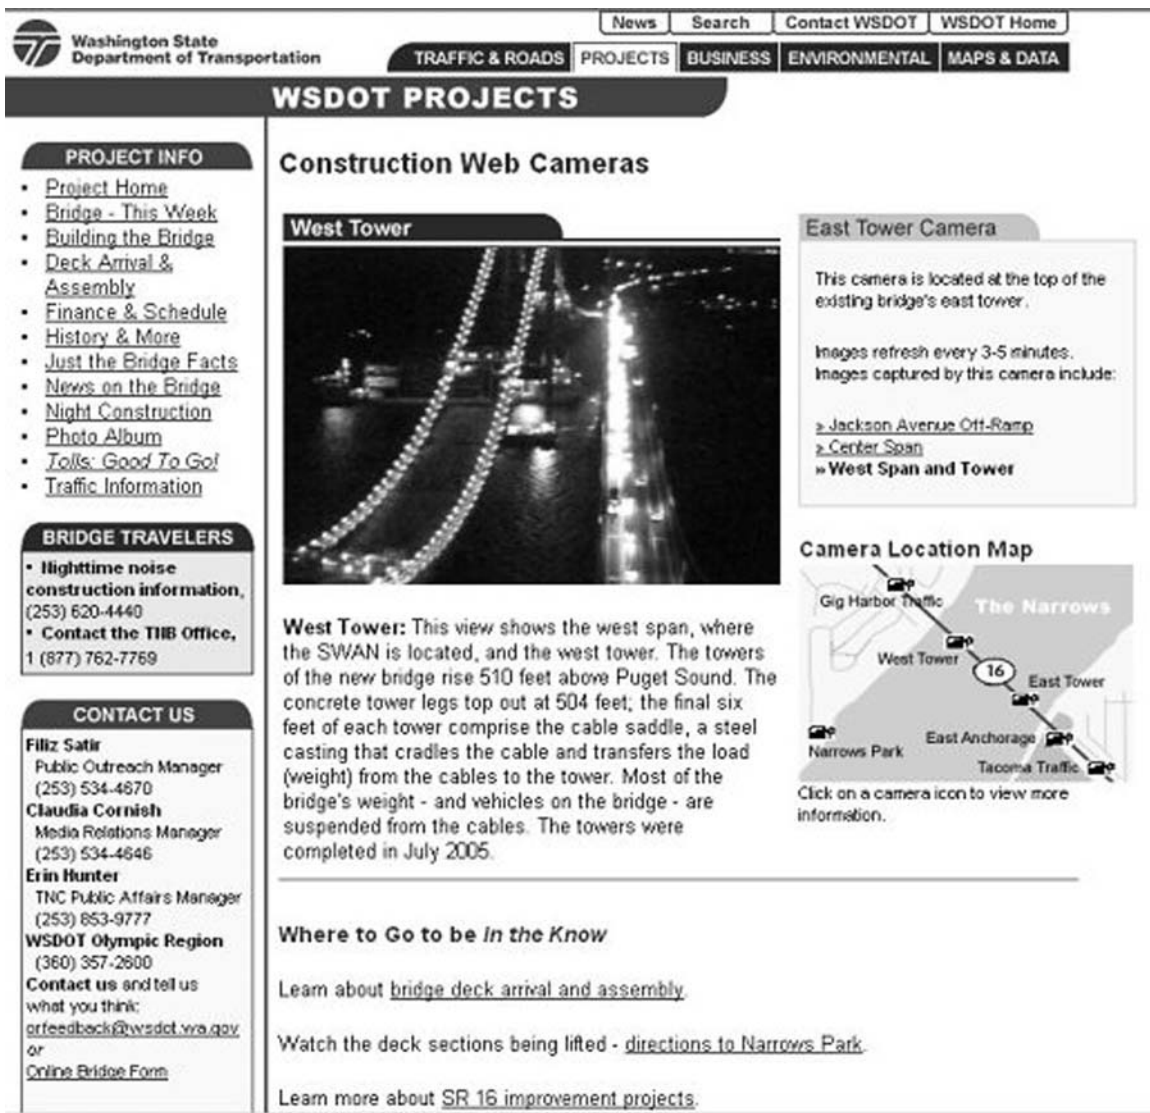 Washington State
Department of Transportation
News
Search
Contact WSDOT
WSDOT Home
TRAFFIC & ROADS
PROJECTS
BUSINESS
ENVIRONMENTAL
MAPS & DATA
WSDOT PROJECTS
PROJECT INFO
▪ Project Home
▪ Bridge - This Week
▪ Building the Bridge
▪ Deck Arrival &
Assembly
▪ Finance & Schedule
▪ History & More
▪ Just the Bridge Facts
▪ News on the Bridge
▪ Night Construction
▪ Photo Album
▪ Tolls: Good To Go!
▪ Traffic Information
BRIDGE TRAVELERS
• Nighttime noise
construction information,
(253) 620-4440
• Contact the TNB Office,
1 (877) 762-7769
CONTACT US
Filiz Satir
Public Outreach Manager
(253) 534-4670
Claudia Cornish
Media Relations Manager
(253) 534-4646
Erin Hunter
TNC Public Affairs Manager
(253) 853-9777
WSDOT Olympic Region
(360) 357-2600
Contact us and tell us
what you think:
orfeedback@wsdot.wa.gov
or
Online Bridge Form
Construction Web Cameras
West Tower
West Tower: This view shows the west span, where
the SWAN is located, and the west tower. The towers
of the new bridge rise 510 feet above Puget Sound. The
concrete tower legs top out at 504 feet; the final six
feet of each tower comprise the cable saddle, a steel
casting that cradles the cable and transfers the load
(weight) from the cables to the tower. Most of the
bridge's weight - and vehicles on the bridge - are
suspended from the cables. The towers were
completed in July 2005.
East Tower Camera
This camera is located at the top of the
existing bridge's east tower.
Images refresh every 3-5 minutes.
Images captured by this camera include:
» Jackson Avenue Off-Ramp
» Center Span
» West Span and Tower
Camera Location Map
Gig Harbor Traffic
The Narrows
West Tower
16
East Tower
Narrows Park
East Anchorage
Tacoma Traffic
Click on a camera icon to view more
information.
Where to Go to be In the Know
Learn about bridge deck arrival and assembly.
Watch the deck sections being lifted - directions to Narrows Park.
Learn more about SR 16 improvement projects.